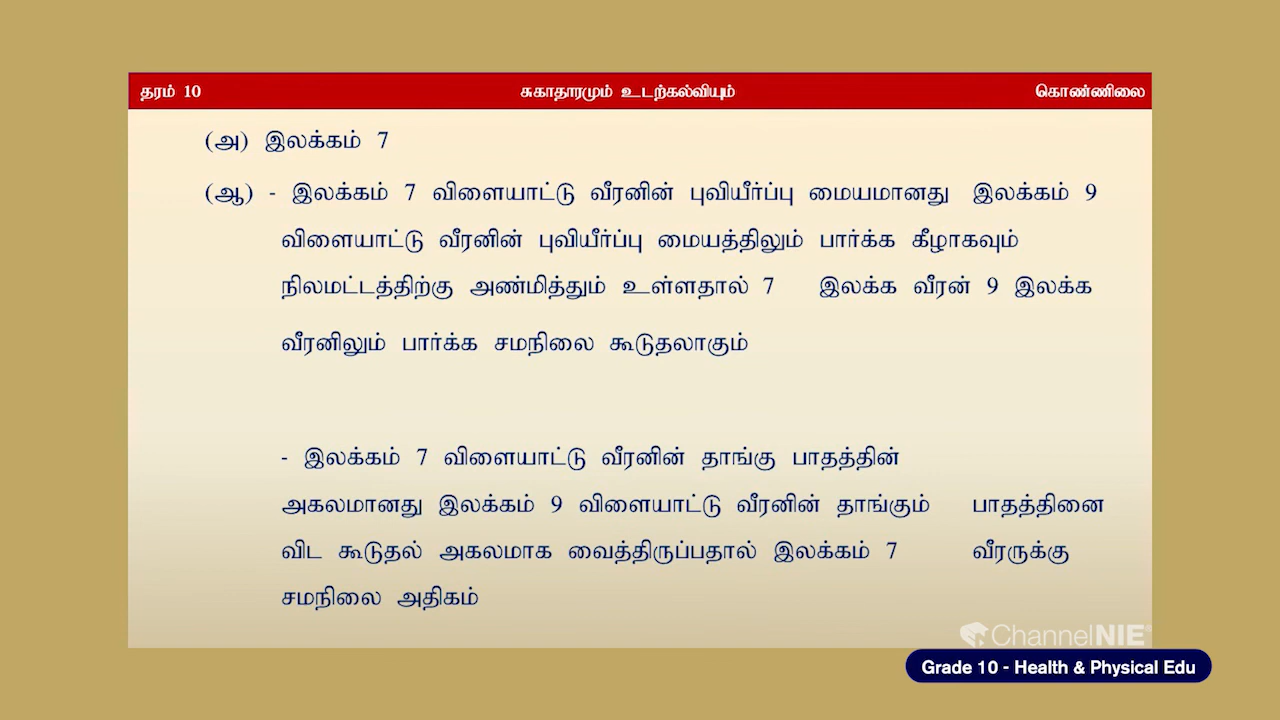 தரம் 10 சுகாதாரமும் உடற்கல்வியும் கொண்ணிலை
(அ) இலக்கம் 7
(ஆ) - இலக்கம் 7 விளையாட்டு வீரனின் புவியீர்ப்பு மையமானது இலக்கம் 9
விளையாட்டு வீரனின் புவியீர்ப்பு மையத்திலும் பார்க்க கீழாகவும்
நிலமட்டத்திற்கு அண்மித்தும் உள்ளதால் 7 இலக்க வீரன் 9 இலக்க
வீரனிலும் பார்க்க சமநிலை கூடுதலாகும்
- இலக்கம் 7 விளையாட்டு வீரனின் தாங்கு பாதத்தின்
அகலமானது இலக்கம் 9 விளையாட்டு வீரனின் தாங்கும் பாதத்தினை
விட கூடுதல் அகலமாக வைத்திருப்பதால் இலக்கம் 7 வீரருக்கு
சமநிலை அதிகம்
ChannelNIE
Grade 10 - Health & Physical Edu